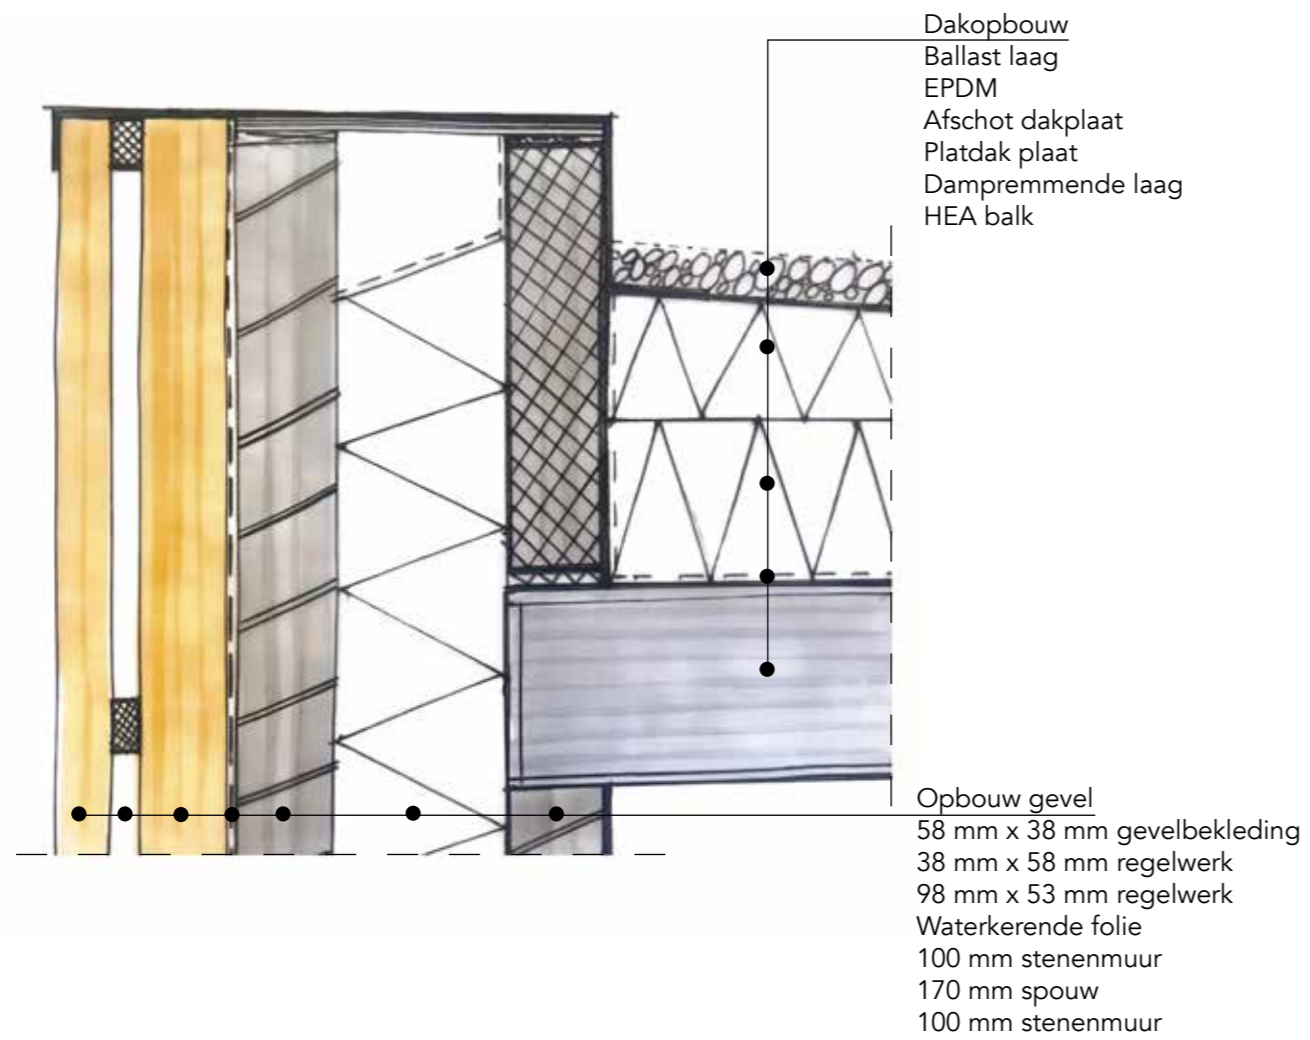 Dakopbouw
Ballast laag
EPDM
Afschot dakplaat
Platdak plaat
Dampremmende laag
HEA balk
Opbouw gevel
58 mm x 38 mm gevelbekleding
38 mm x 58 mm regelwerk
98 mm x 53 mm regelwerk
Waterkerende folie
100 mm stenenmuur
170 mm spouw
100 mm stenenmuur